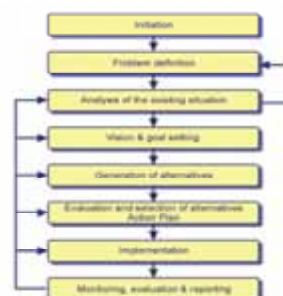 Initiation
Problem definition
Analysis of the existing situation
Vision & goal setting
Generation of alternatives
Evaluation and selection of alternatives
Action Plan
Implementation
Monitoring, evaluation & reporting